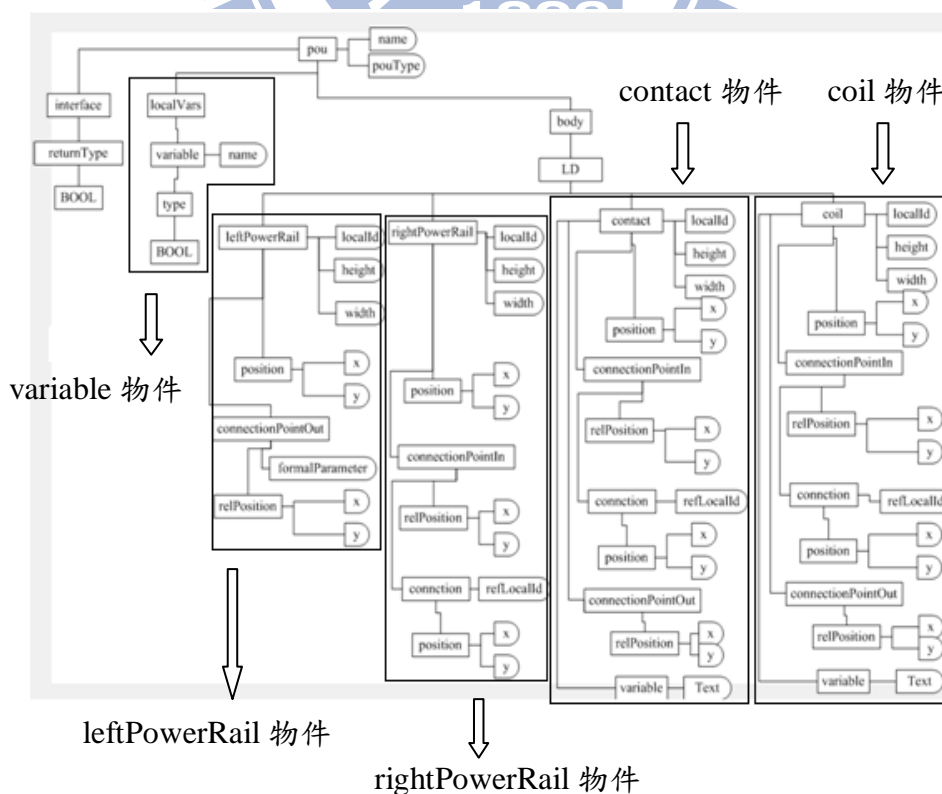 name
pou
pouType
interface
localVars
contact 物件
coil 物件
body
returnType
variable
name
LD
BOOL
type
BOOL
leftPowerRail
localId
height
width
position
x
y
connectionPointOut
formalParameter
relPosition
x
y
rightPowerRail
localId
height
width
position
x
y
connectionPointIn
relPosition
x
y
connction
refLocalId
position
x
y
contact
localId
height
width
position
x
y
connectionPointIn
relPosition
x
y
connction
refLocalId
position
x
y
connectionPointOut
relPosition
x
y
variable
Text
coil
localId
height
width
position
x
y
connectionPointIn
relPosition
x
y
connction
refLocalId
position
x
y
connectionPointOut
relPosition
x
y
variable
Text
variable 物件
leftPowerRail 物件
rightPowerRail 物件